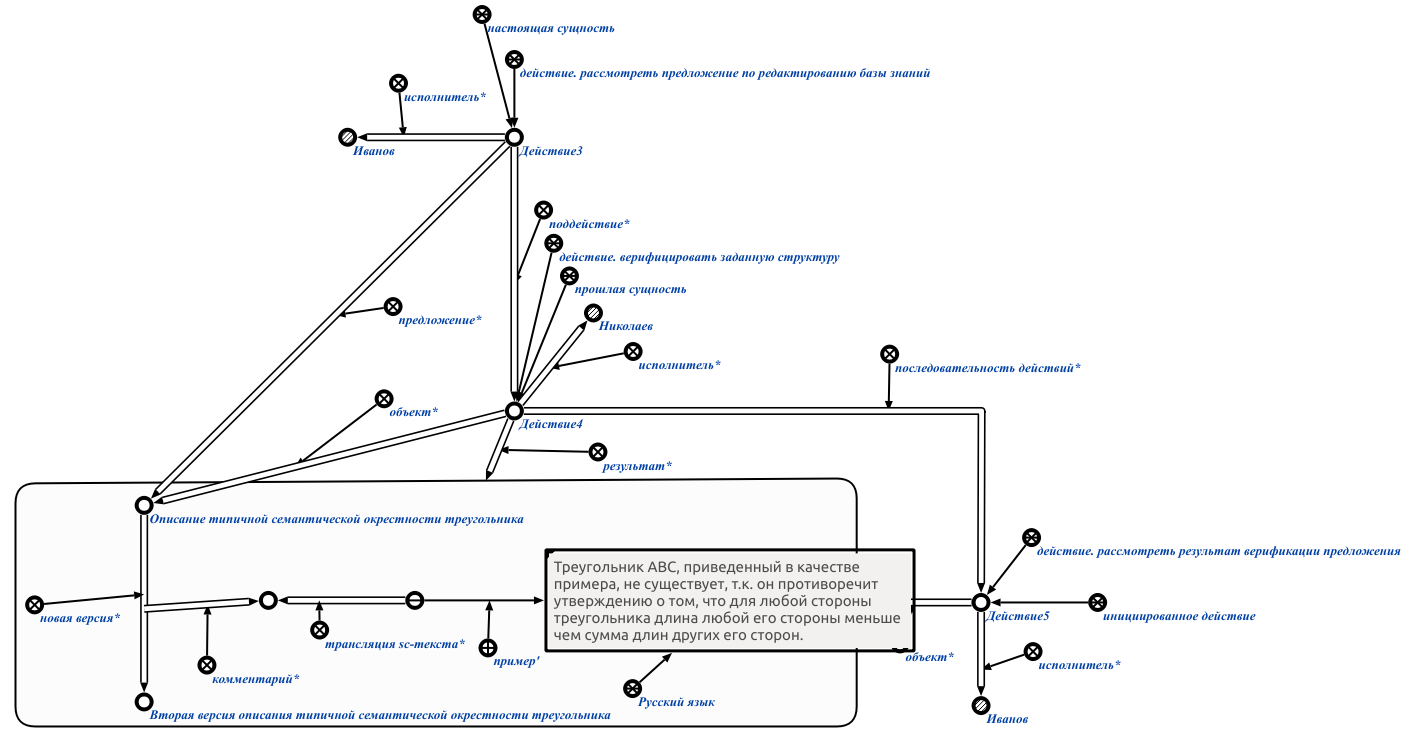 настоящая сущность
действие. рассмотреть предложение по редактированию базы знаний
исполнитель*
Иванов
Действие3
поддействие*
действие. верифицировать заданную структуру
прошлая сущность
предложение*
Николаев
исполнитель*
последовательность действий*
объект*
Действие4
результат*
Описание типичной семантической окрестности треугольника
действие. рассмотреть результат верификации предложения
Треугольник ABC, приведенный в качестве
примера, не существует, т.к. он противоречит
утверждению о том, что для любой стороны
треугольника длина любой его стороны меньше
чем сумма длин других его сторон.
новая версия*
Действие5
инициированное действие
трансляция sc-текста*
пример'
объект*
исполнитель*
комментарий*
Русский язык
Вторая версия описания типичной семантической окрестности треугольника
Иванов